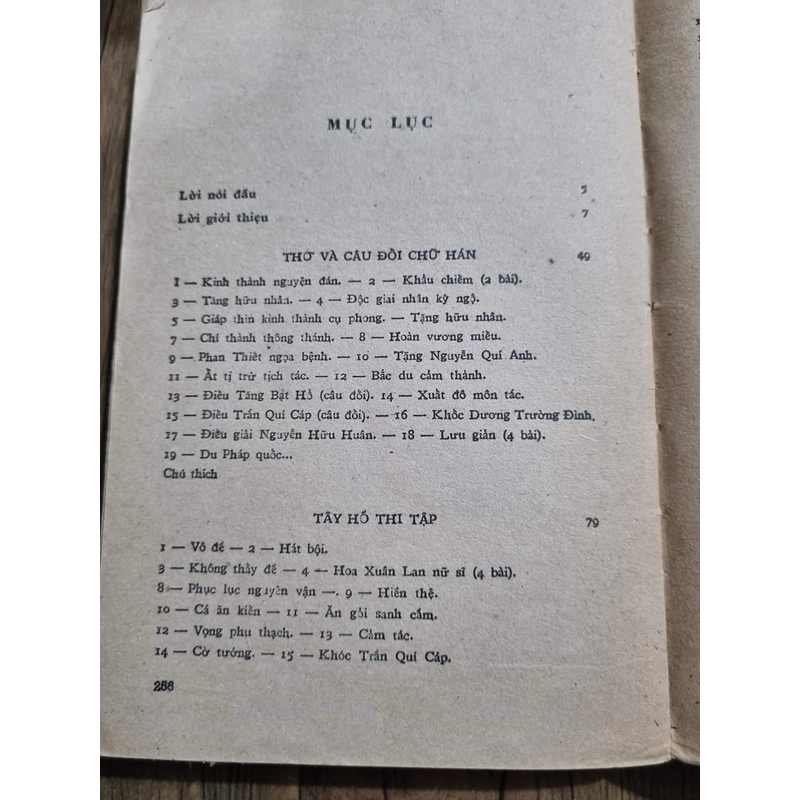 MỤC LỤC
Lời nói đầu 5
Lời giới thiệu 7
THƠ VÀ CÂU ĐỐI CHỮ HÁN 49
1 — Kinh thành nguyên đán. — 2 — Khẩu chiếm (2 bài).
3 — Tăng hữu nhân. — 4 — Độc giai nhân kỳ ngộ.
5 — Giáp thìn kinh thành cụ phong. — Tặng hữu nhân.
7 — Chí thành thông thánh. — 8 — Hoàn vương miếu.
9 — Phan Thiết ngọa bệnh. — 10 — Tặng Nguyễn Quí Anh.
11 — Ất tị trừ tịch tác. — 12 — Bắc du cảm thành.
13 — Điếu Tăng Bạt Hổ (câu đối). 14 — Xuất đô môn tác.
15 — Điếu Trần Quí Cáp (câu đối). — 16 — Khốc Dương Trường Đình.
17 — Điếu giải Nguyễn Hữu Huân. — 18 — Lưu giản (4 bài).
19 — Du Pháp quốc...
Chú thích
TÂY HỒ THI TẬP 79
1 — Vô đề — 2 — Hát bội.
3 — Không thầy đề — 4 — Hoa Xuân Lan nữ sĩ (4 bài).
8 — Phục lục nguyên vận —. 9 — Hiến thệ.
10 — Cá ăn kiến — 11 — Ăn gỏi sanh cầm.
12 — Vọng phu thạch. — 13 — Cảm tác.
14 — Cờ tướng. — 15 — Khóc Trần Quí Cáp.
256